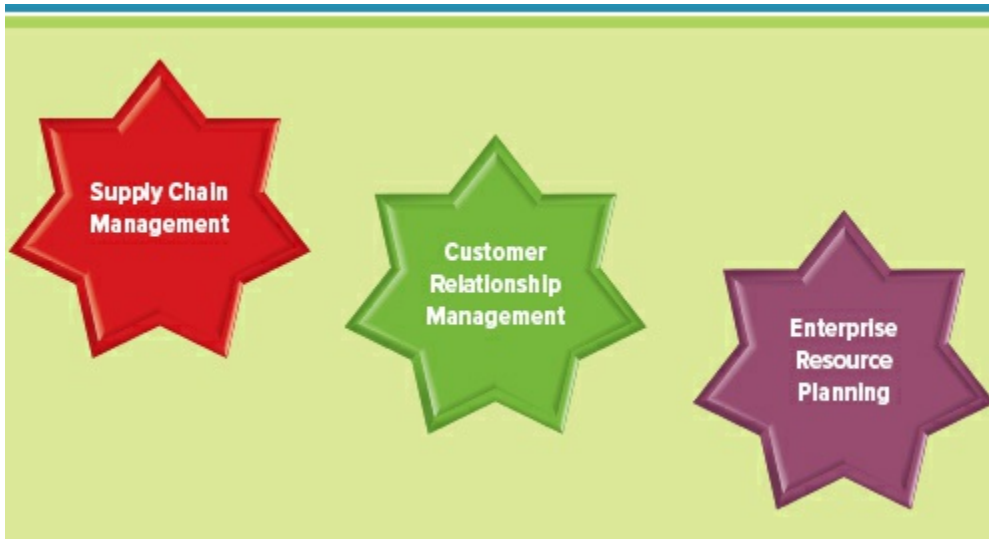 Supply Chain
Management
Customer
Relationship
Management
Enterprise
Resource
Planning